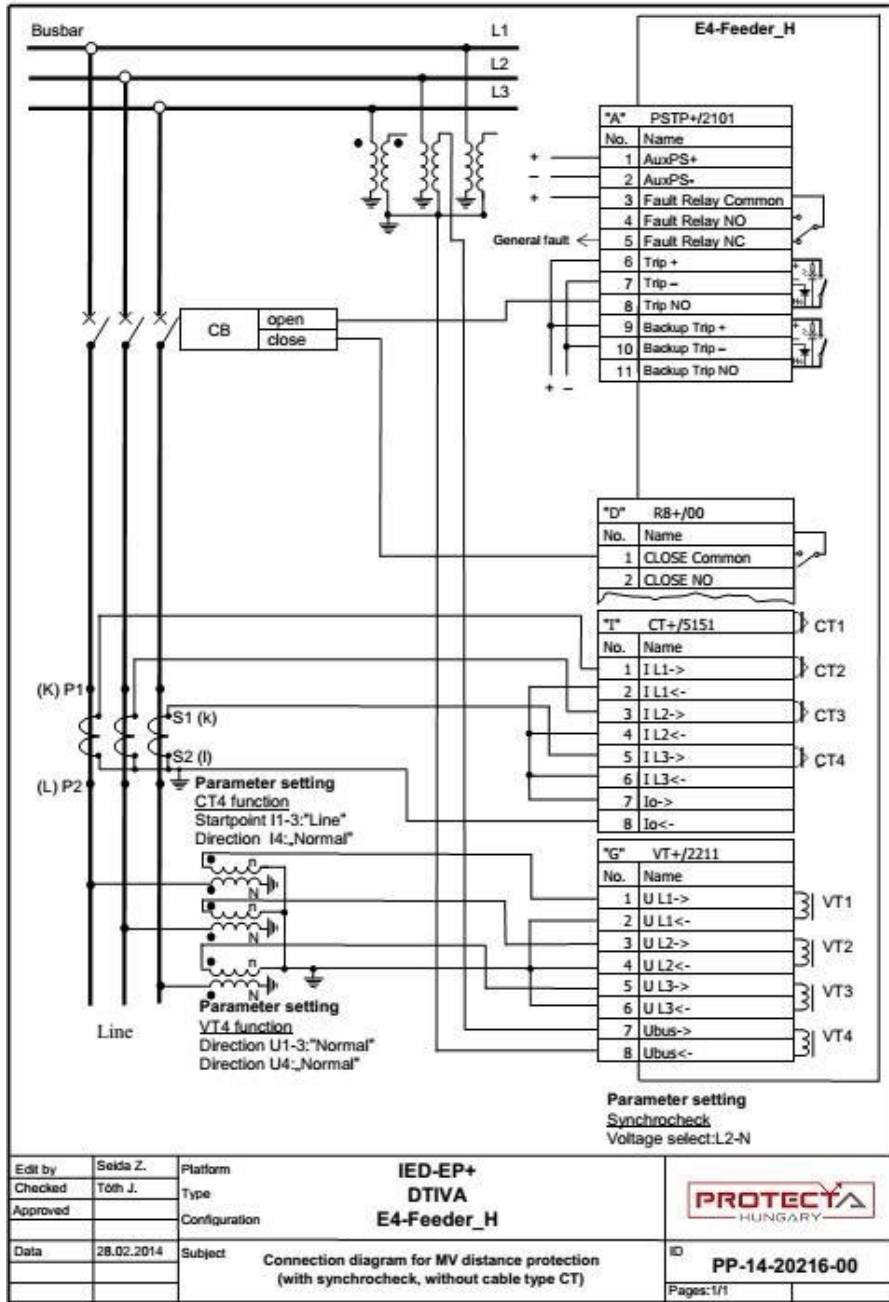 Busbar
L1
L2
L3
E4-Feeder_H
"A" PSTP+/2101
No. Name
1 AuxPS+
2 AuxPS-
3 Fault Relay Common
4 Fault Relay NO
5 Fault Relay NC
6 Trip +
7 Trip –
8 Trip NO
9 Backup Trip +
10 Backup Trip –
11 Backup Trip NO
+
–
+
General fault
+ –
CB
open
close
"D" R8+/00
No. Name
1 CLOSE Common
2 CLOSE NO
"I" CT+/5151
No. Name
1 I L1->
2 I L1<-
3 I L2->
4 I L2<-
5 I L3->
6 I L3<-
7 Io->
8 Io<-
CT1
CT2
CT3
CT4
(K) P1
S1 (k)
S2 (l)
(L) P2
Parameter setting
CT4 function
Startpoint I1-3:"Line"
Direction I4:„Normal"
n
N
n
N
n
N
"G" VT+/2211
No. Name
1 U L1->
2 U L1<-
3 U L2->
4 U L2<-
5 U L3->
6 U L3<-
7 Ubus->
8 Ubus<-
VT1
VT2
VT3
VT4
Line
Parameter setting
VT4 function
Direction U1-3:"Normal"
Direction U4:„Normal"
Parameter setting
Synchrocheck
Voltage select:L2-N
Edit by Seida Z.
Checked Tóth J.
Approved
Data 28.02.2014
Platform IED-EP+
Type DTIVA
Configuration E4-Feeder_H
Subject Connection diagram for MV distance protection
(with synchrocheck, without cable type CT)
PROTECTA
HUNGARY
ID
PP-14-20216-00
Pages:1/1